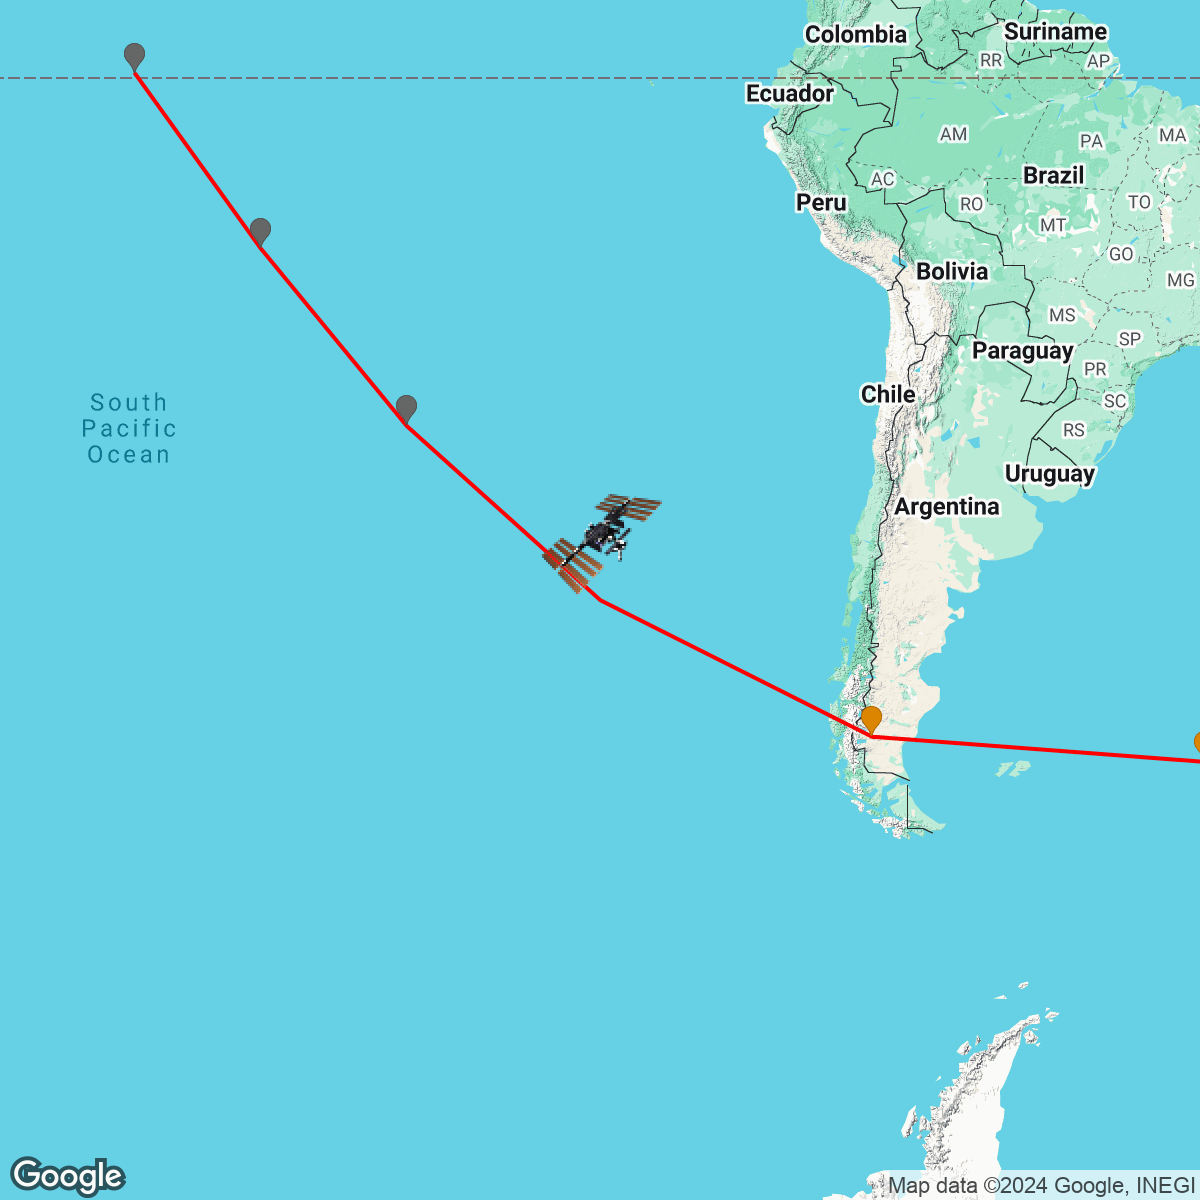 Colombia
Suriname
RR
AP
Ecuador
AM
PA
MA
AC
Brazil
Peru
RO
TO
MT
GO
Bolivia
MG
MS
SP
Paraguay
PR
Chile
SC
South
Pacific
Ocean
RS
Uruguay
Argentina
Google
Map data ©2024 Google, INEGI